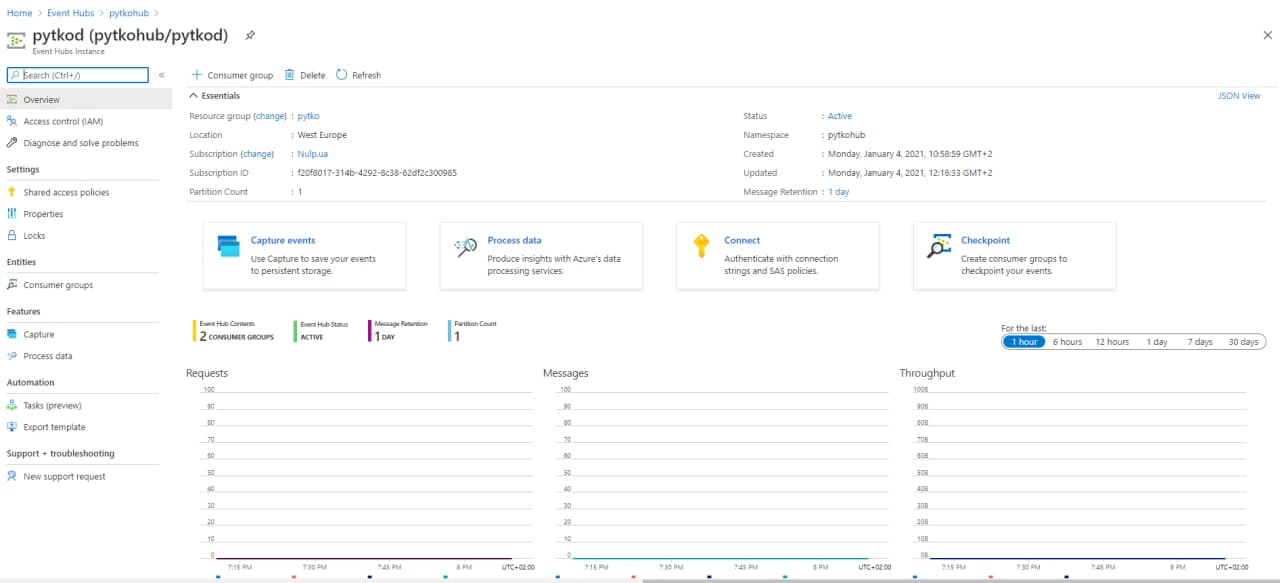 Home > Event Hubs > pytkohub >
pytkod (pytkohub/pytkod)
Event Hubs Instance
Search (Ctrl+/)
«
Overview
Access control (IAM)
Diagnose and solve problems
Settings
Shared access policies
Properties
Locks
Entities
Consumer groups
Features
Capture
Process data
Automation
Tasks (preview)
Export template
Support + troubleshooting
New support request
Consumer group Delete Refresh
Essentials JSON View
Resource group (change) : pytko
Location : West Europe
Subscription (change) : Nulp.ua
Subscription ID : f20f8017-314b-4292-8c38-62df2c300985
Partition Count : 1
Status : Active
Namespace : pytkohub
Created : Monday, January 4, 2021, 10:58:59 GMT+2
Updated : Monday, January 4, 2021, 12:16:33 GMT+2
Message Retention : 1 day
Capture events
Use Capture to save your events
to persistent storage.
Process data
Produce insights with Azure's data
processing services.
Connect
Authenticate with connection
strings and SAS policies.
Checkpoint
Create consumer groups to
checkpoint your events.
Event Hub Contents
2 CONSUMER GROUPS
Event Hub Status
ACTIVE
Message Retention
1 DAY
Partition Count
1
For the last:
1 hour 6 hours 12 hours 1 day 7 days 30 days
Requests
100
90
80
70
60
50
40
30
20
10
0
7:15 PM 7:30 PM 7:45 PM 8 PM UTC+02:00
Messages
100
90
80
70
60
50
40
30
20
10
0
7:15 PM 7:30 PM 7:45 PM 8 PM UTC+02:00
Throughput
100B
90B
80B
70B
60B
50B
40B
30B
20B
10B
0B
7:15 PM 7:30 PM 7:45 PM 8 PM UTC+02:00